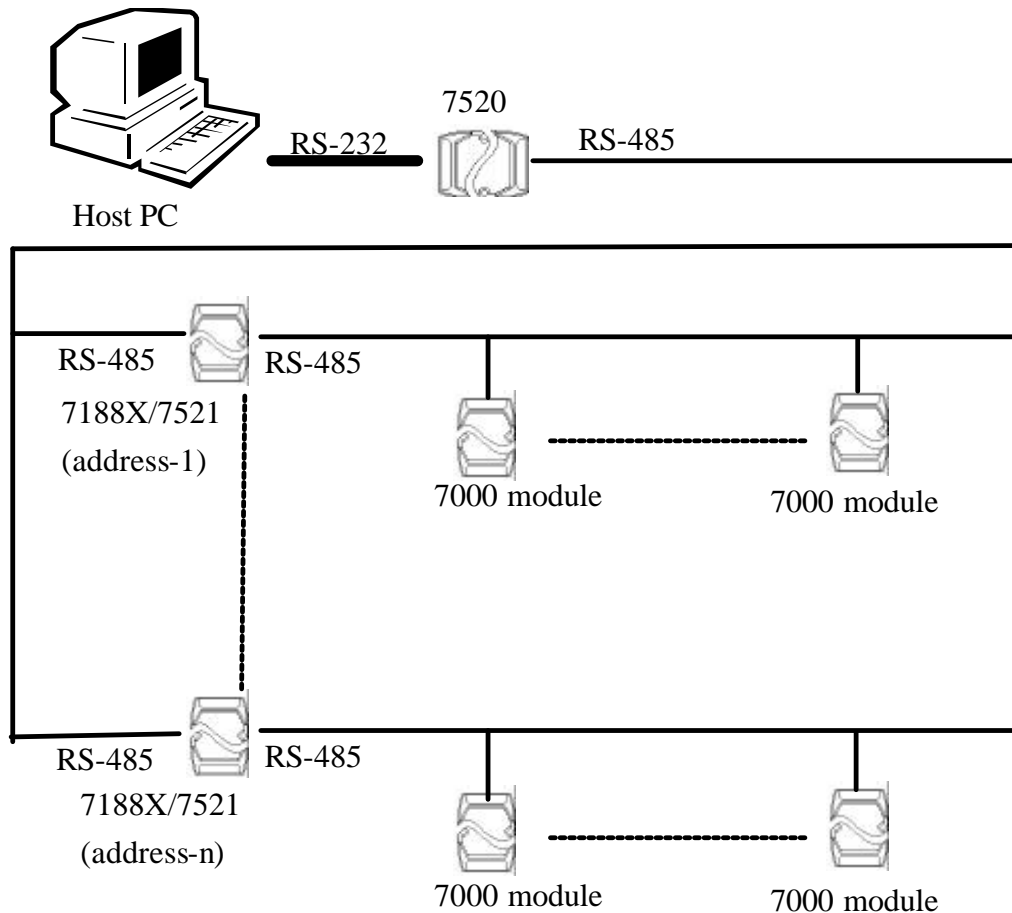 7520
RS-232
RS-485
Host PC
RS-485
RS-485
7188X/7521
(address-1)
7000 module
7000 module
RS-485
RS-485
7188X/7521
(address-n)
7000 module
7000 module